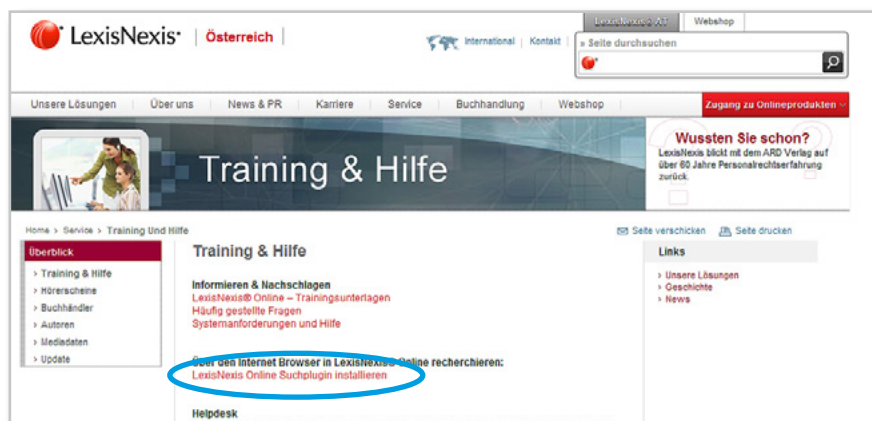 LexisNexis® AT Webshop
LexisNexis® Österreich
International Kontakt
» Seite durchsuchen
Unsere Lösungen Über uns News & PR Karriere Service Buchhandlung Webshop Zugang zu Onlineprodukten
Training & Hilfe
Wussten Sie schon?
LexisNexis blickt mit dem ARD Verlag auf
über 60 Jahre Personalrechtserfahrung
zurück.
Home > Service > Training Und Hilfe
Seite verschicken Seite drucken
Überblick
> Training & Hilfe
> Hörerscheine
> Buchhändler
> Autoren
> Mediadaten
> Update
Training & Hilfe
Informieren & Nachschlagen
LexisNexis® Online – Trainingsunterlagen
Häufig gestellte Fragen
Systemanforderungen und Hilfe
Über den Internet Browser in LexisNexis® Online recherchieren:
LexisNexis Online Suchplugin installieren
Helpdesk
Links
> Unsere Lösungen
> Geschichte
> News